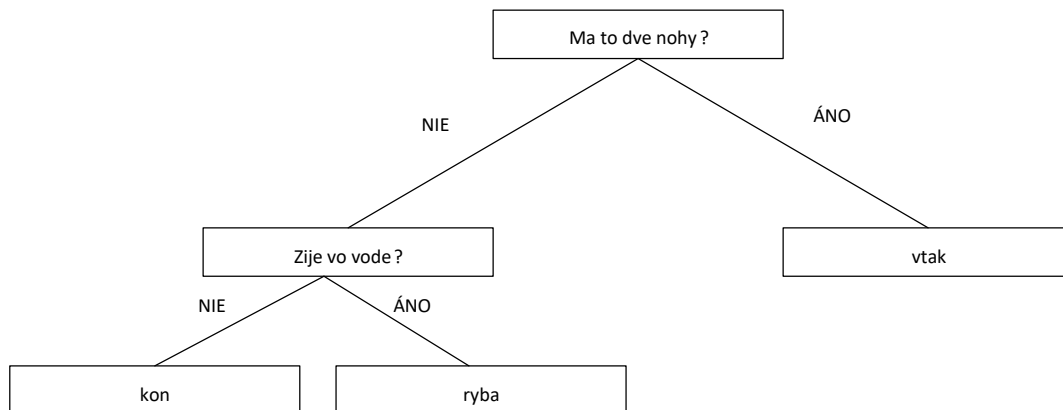 Ma to dve nohy ?
NIE
ÁNO
Zije vo vode ?
vtak
NIE
ÁNO
kon
ryba